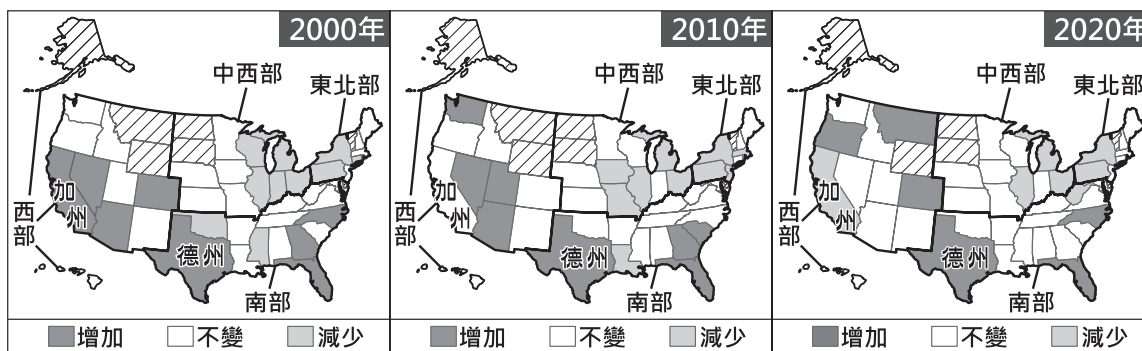 2000年
中西部
東北部
加州
西部
德州
南部
增加 不變 減少
2010年
中西部
東北部
加州
西部
德州
南部
增加 不變 減少
2020年
中西部
東北部
加州
西部
德州
南部
增加 不變 減少